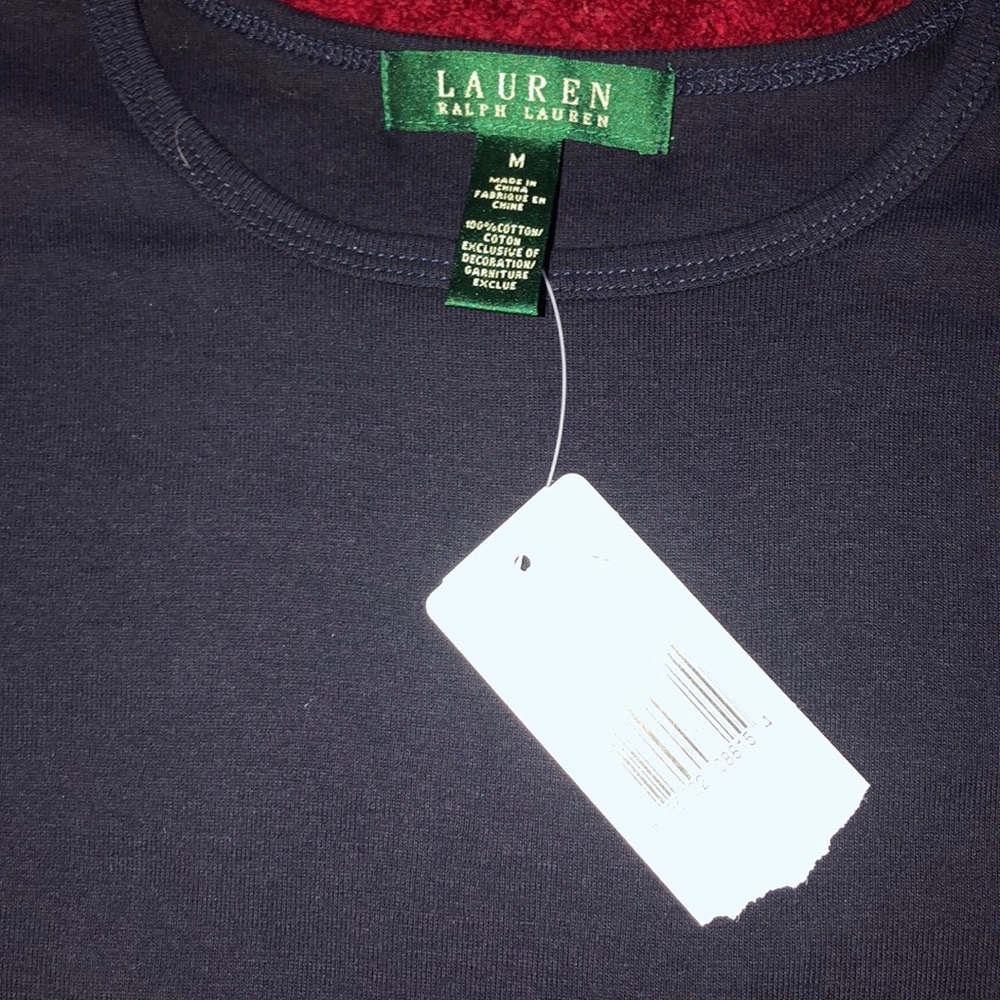 LAUREN
RALPH LAUREN
M
MADE IN
CHINA
FABRIQUE EN
CHINE
100% COTTON/
COTON
EXCLUSIVE OF
DECORATION/
GARNITURE
EXCLUE